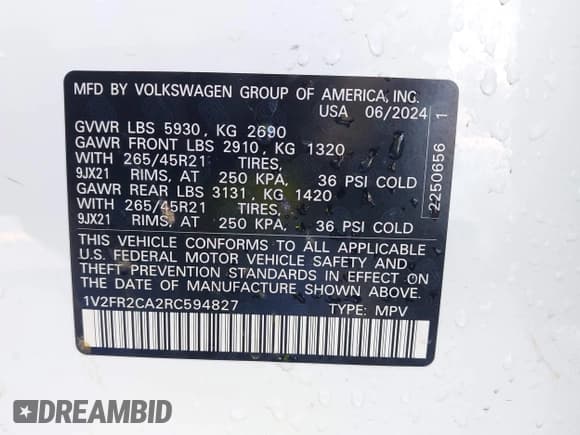 MFD BY VOLKSWAGEN GROUP OF AMERICA, INC.
USA 06/2024
GVWR LBS 5930, KG 2690
GAWR FRONT LBS 2910, KG 1320
WITH 265/45R21 TIRES,
9JX21 RIMS, AT 250 KPA, 36 PSI COLD
GAWR REAR LBS 3131, KG 1420
WITH 265/45R21 TIRES,
9JX21 RIMS, AT 250 KPA, 36 PSI COLD
THIS VEHICLE CONFORMS TO ALL APPLICABLE
U.S. FEDERAL MOTOR VEHICLE SAFETY AND
THEFT PREVENTION STANDARDS IN EFFECT ON
THE DATE OF MANUFACTURE SHOWN ABOVE.
1V2FR2CA2RC594827 TYPE: MPV
2250656 1
DREAMBID